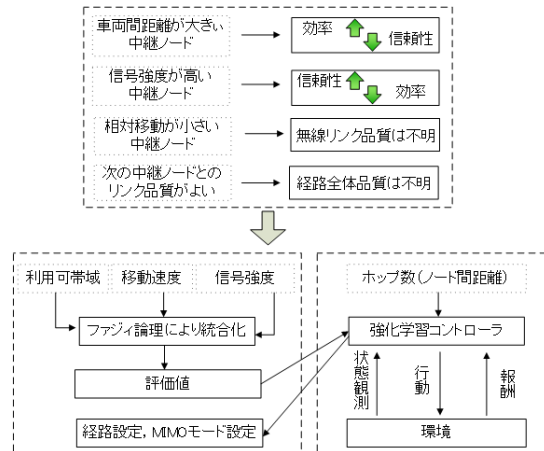 車両間距離が大きい
中継ノード
効率
信頼性
信号強度が高い
中継ノード
信頼性
効率
相対移動が小さい
中継ノード
無線リンク品質は不明
次の中継ノードとの
リンク品質がよい
経路全体品質は不明
利用可帯域
移動速度
信号強度
ファジィ論理により統合化
評価値
経路設定，MIMOモード設定
ホップ数(ノード間距離)
強化学習コントローラ
状態観測
行動
報酬
環境